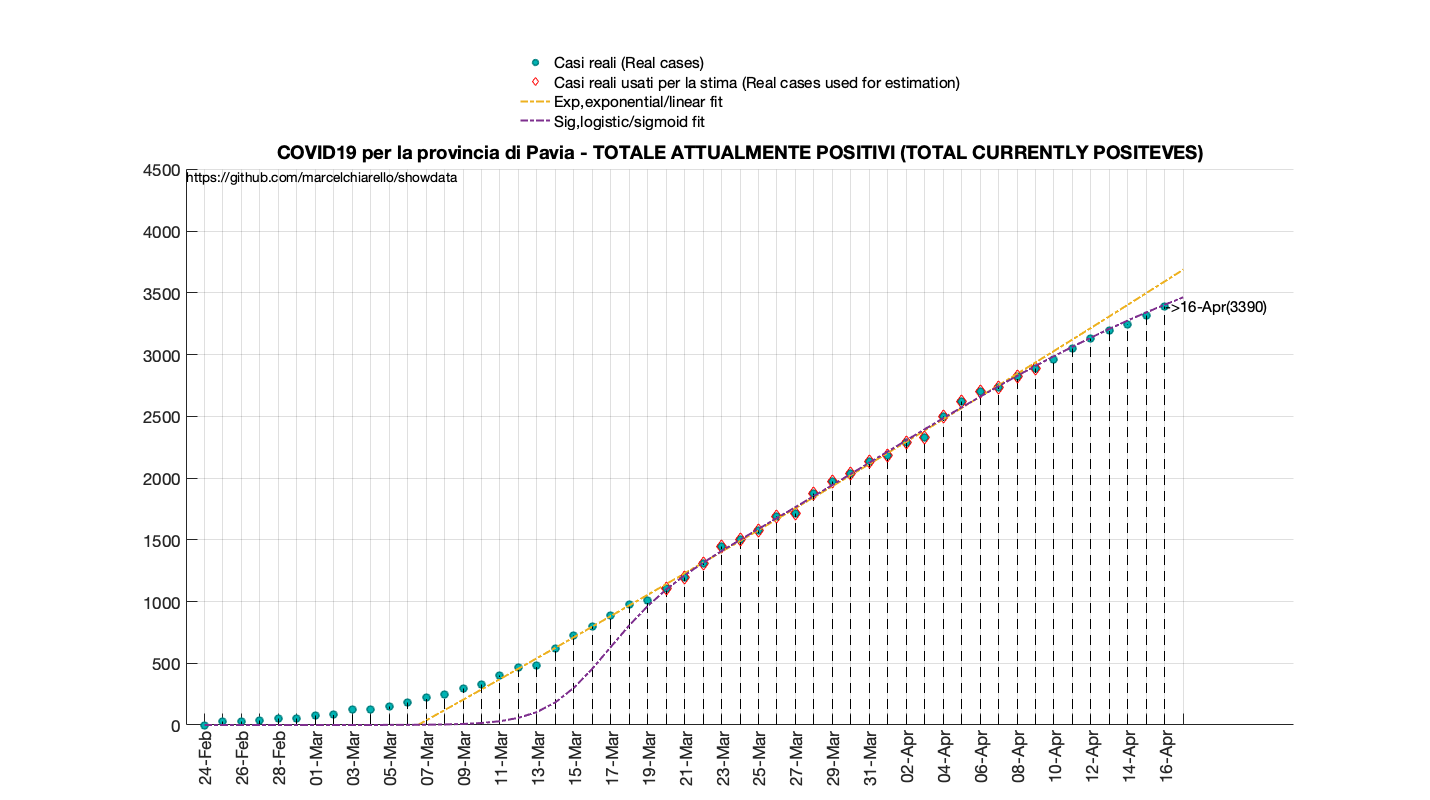 Casi reali (Real cases)
Casi reali usati per la stima (Real cases used for estimation)
Exp,exponential/linear fit
Sig,logistic/sigmoid fit
COVID19 per la provincia di Pavia - TOTALE ATTUALMENTE POSITIVI (TOTAL CURRENTLY POSITEVES)
https://github.com/marcelchiarello/showdata
4500
4000
3500
3000
2500
2000
1500
1000
500
0
->16-Apr(3390)
24-Feb
26-Feb
28-Feb
01-Mar
03-Mar
05-Mar
07-Mar
09-Mar
11-Mar
13-Mar
15-Mar
17-Mar
19-Mar
21-Mar
23-Mar
25-Mar
27-Mar
29-Mar
31-Mar
02-Apr
04-Apr
06-Apr
08-Apr
10-Apr
12-Apr
14-Apr
16-Apr